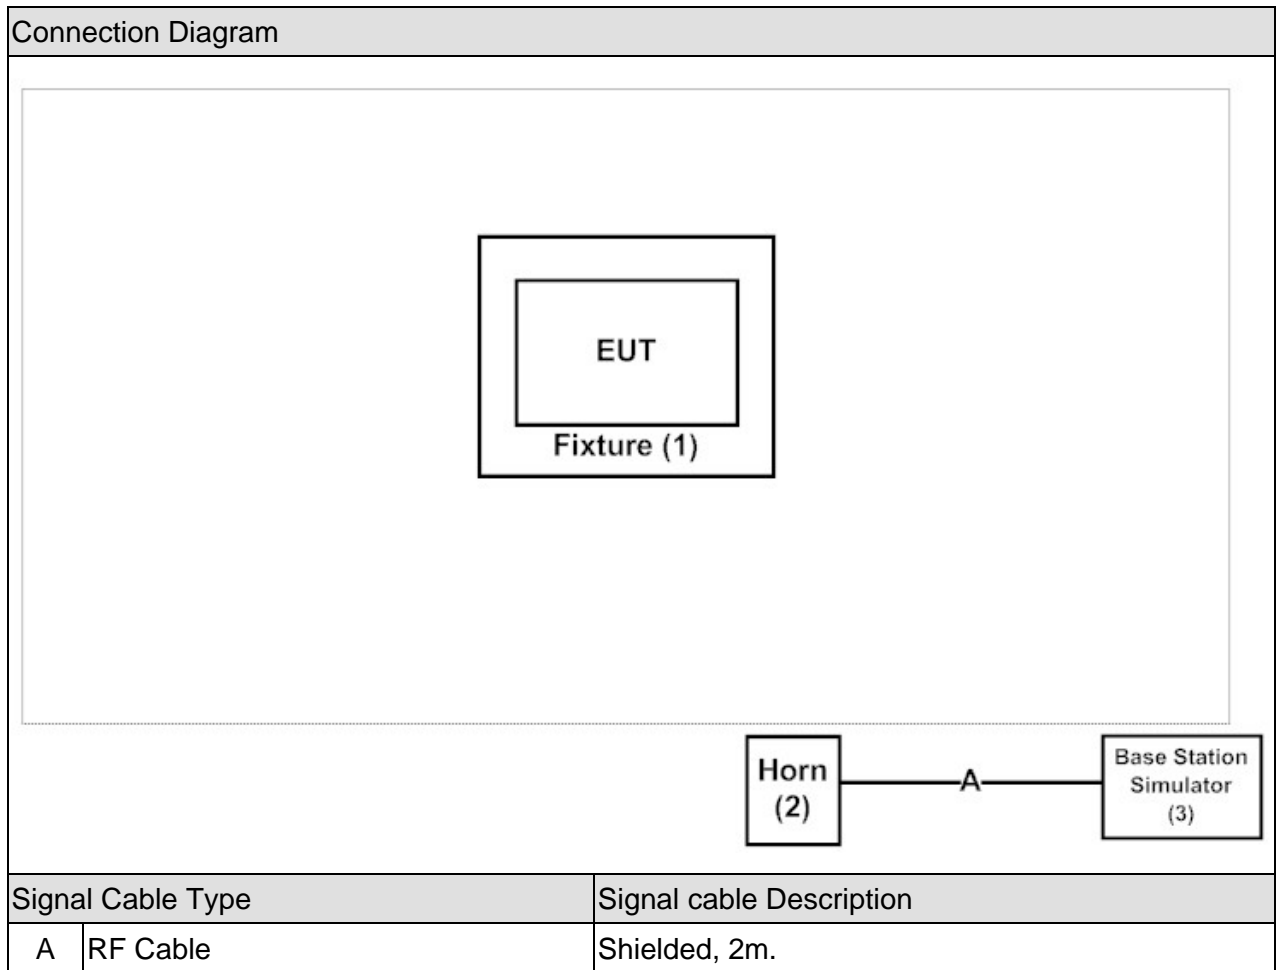 Connection Diagram
EUT
Fixture (1)
Horn
(2)
A
Base Station
Simulator
(3)
Signal Cable Type Signal cable Description
A RF Cable Shielded, 2m.